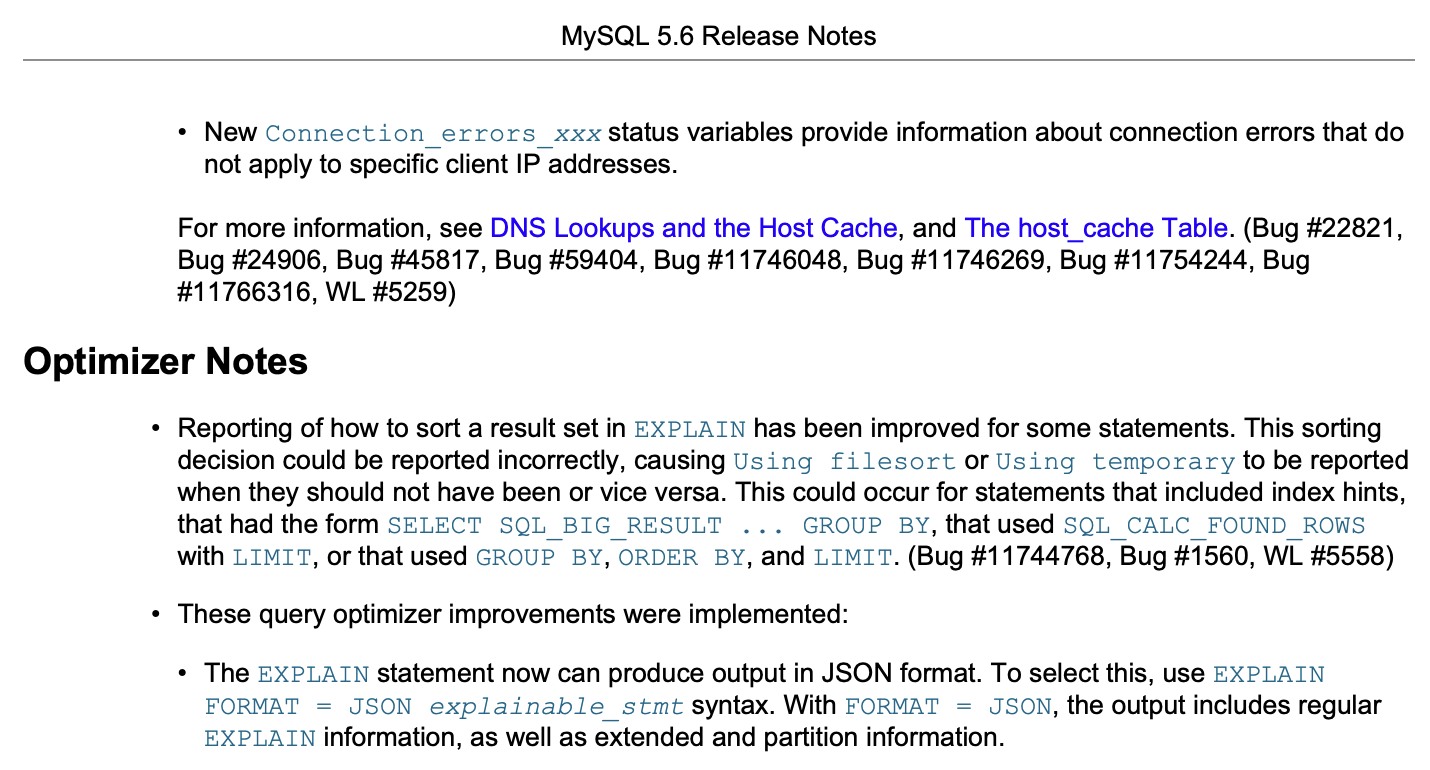 MySQL 5.6 Release Notes
• New Connection_errors_xxx status variables provide information about connection errors that do
not apply to specific client IP addresses.
For more information, see DNS Lookups and the Host Cache, and The host_cache Table. (Bug #22821,
Bug #24906, Bug #45817, Bug #59404, Bug #11746048, Bug #11746269, Bug #11754244, Bug
#11766316, WL #5259)
Optimizer Notes
• Reporting of how to sort a result set in EXPLAIN has been improved for some statements. This sorting
decision could be reported incorrectly, causing Using filesort or Using temporary to be reported
when they should not have been or vice versa. This could occur for statements that included index hints,
that had the form SELECT SQL_BIG_RESULT ... GROUP BY, that used SQL_CALC_FOUND_ROWS
with LIMIT, or that used GROUP BY, ORDER BY, and LIMIT. (Bug #11744768, Bug #1560, WL #5558)
• These query optimizer improvements were implemented:
• The EXPLAIN statement now can produce output in JSON format. To select this, use EXPLAIN
FORMAT = JSON explainable_stmt syntax. With FORMAT = JSON, the output includes regular
EXPLAIN information, as well as extended and partition information.